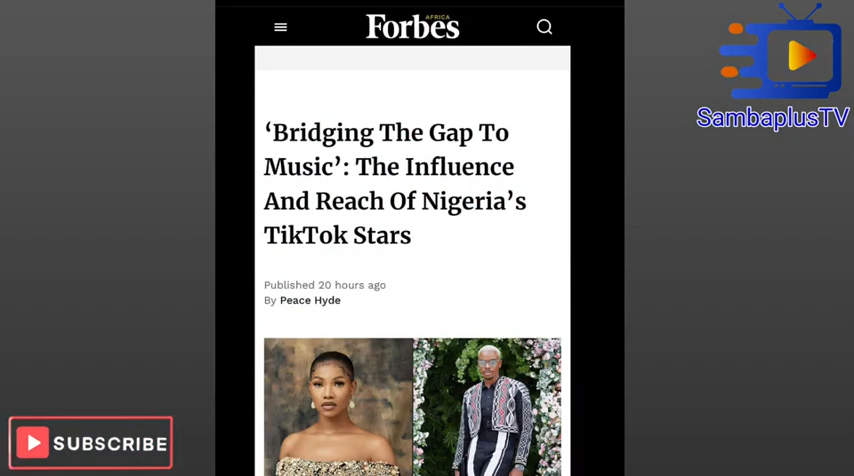 Forbes
AFRICA
SambaplusTV
‘Bridging The Gap To
Music’: The Influence
And Reach Of Nigeria’s
TikTok Stars
Published 20 hours ago
By Peace Hyde
SUBSCRIBE